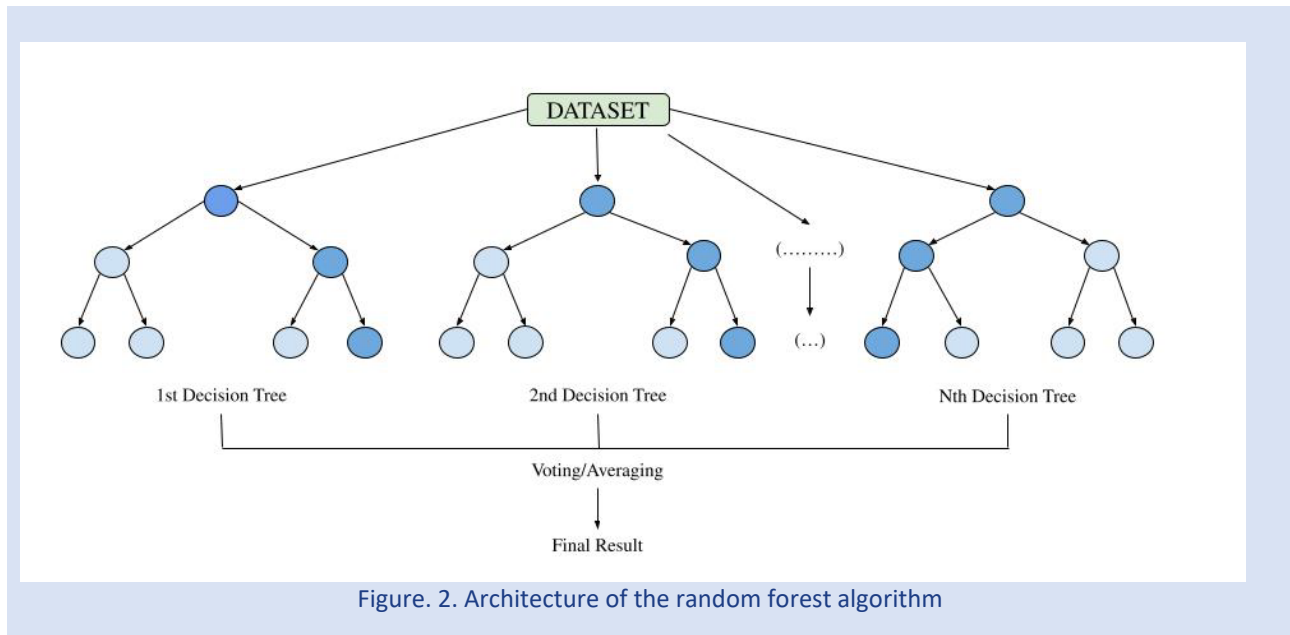 DATASET
(.........)
(...)
1st Decision Tree
2nd Decision Tree
Nth Decision Tree
Voting/Averaging
Final Result
Figure. 2. Architecture of the random forest algorithm